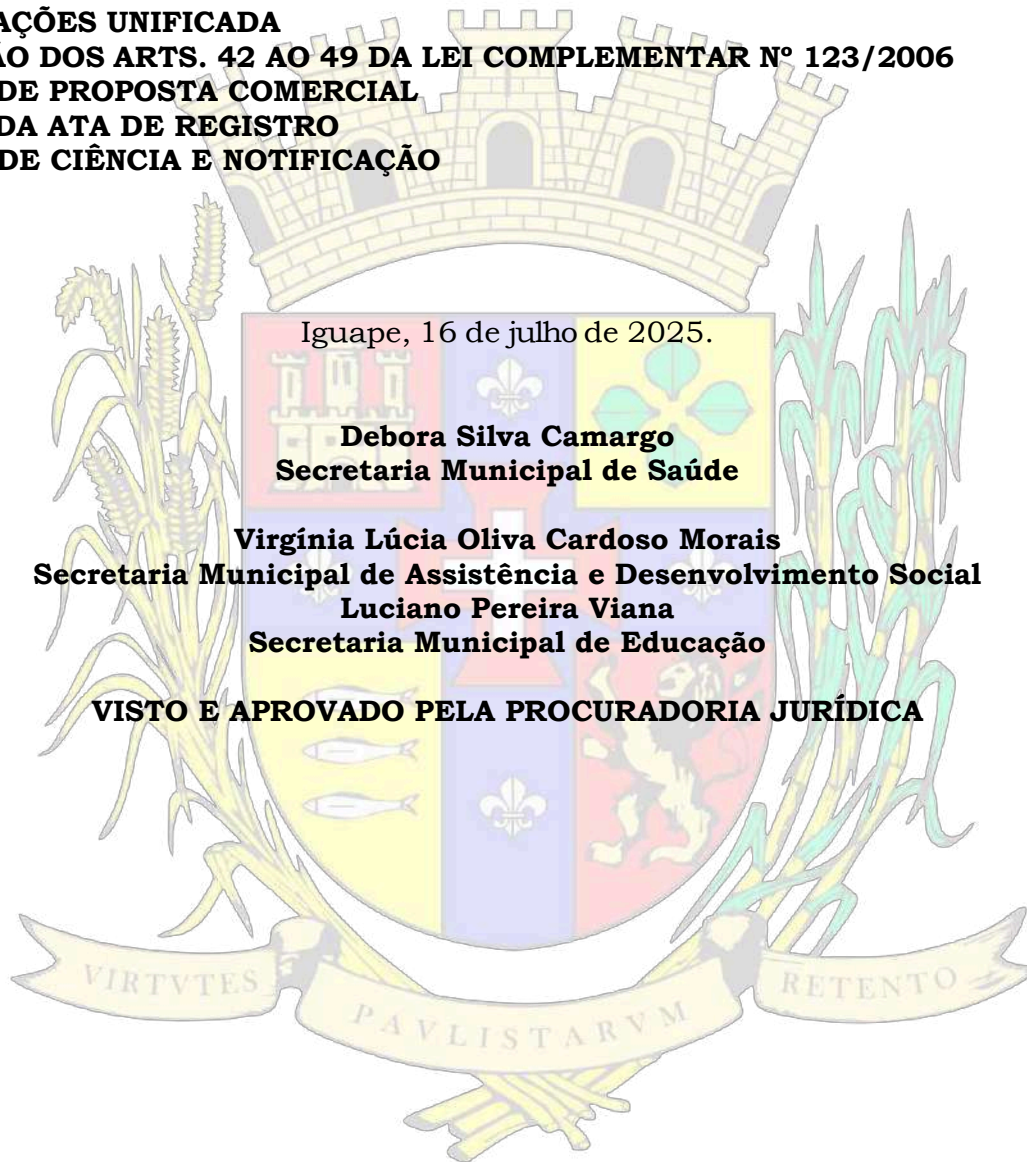 AÇÕES UNIFICADA
ÃO DOS ARTS. 42 AO 49 DA LEI COMPLEMENTAR Nº 123/2006
DE PROPOSTA COMERCIAL
DA ATA DE REGISTRO
DE CIÊNCIA E NOTIFICAÇÃO
Iguape, 16 de julho de 2025.
Debora Silva Camargo
Secretaria Municipal de Saúde
Virgínia Lúcia Oliva Cardoso Morais
Secretaria Municipal de Assistência e Desenvolvimento Social
Luciano Pereira Viana
Secretaria Municipal de Educação
VISTO E APROVADO PELA PROCURADORIA JURÍDICA
VIRTVTES PAVLISTARVM RETENTO